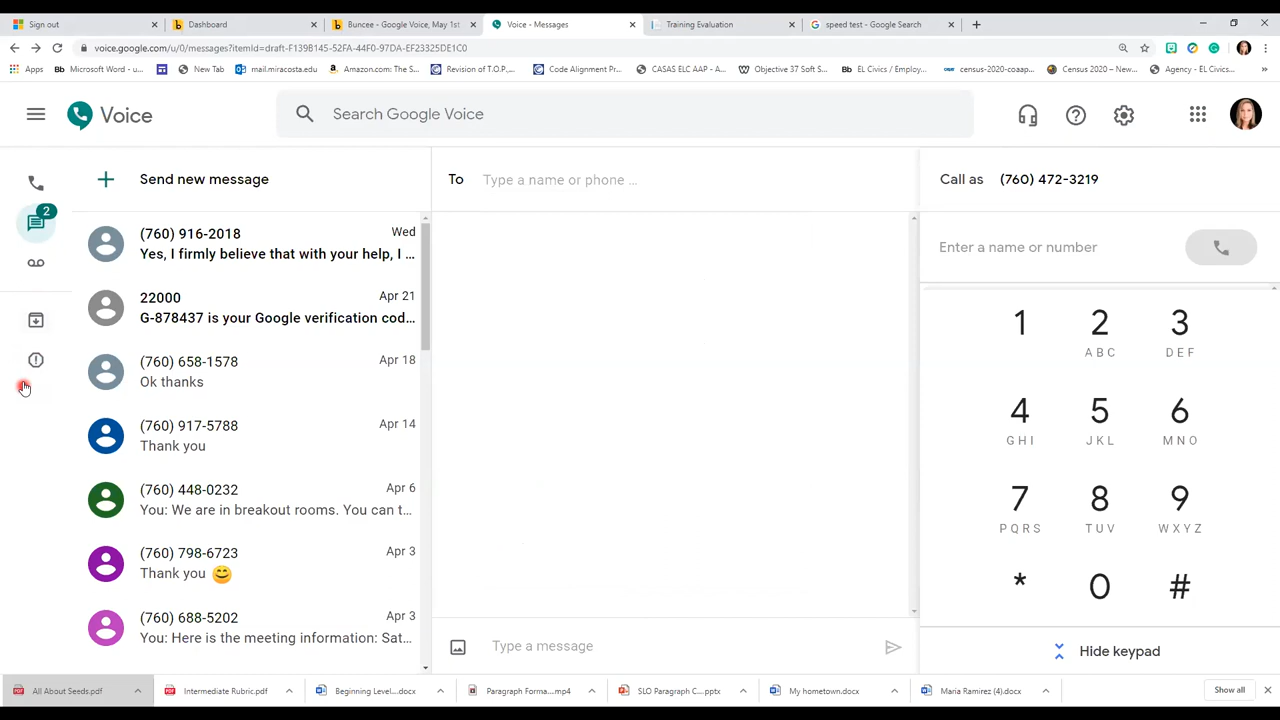 Sign out
Dashboard
Buncee - Google Voice, May 1st
Voice - Messages
Training Evaluation
speed test - Google Search
voice.google.com/u/0/messages?itemId=draft-F139B145-52FA-44F0-97DA-EF23325DE1C0
Apps
Microsoft Word - u...
New Tab
mail.miracosta.edu
Amazon.com: The S...
Revision of T.O.P,...
Code Alignment Pr...
CASAS ELC AAP - A...
Objective 37 Soft S...
EL Civics / Employ...
census-2020-coaap...
Census 2020 – New...
Agency - EL Civics...
Voice
Search Google Voice
2
Send new message
To
Type a name or phone ...
Call as
(760) 472-3219
(760) 916-2018
Wed
Yes, I firmly believe that with your help, I ...
22000
Apr 21
G-878437 is your Google verification cod...
(760) 658-1578
Apr 18
Ok thanks
(760) 917-5788
Apr 14
Thank you
(760) 448-0232
Apr 6
You: We are in breakout rooms. You can t...
(760) 798-6723
Apr 3
Thank you 😊
(760) 688-5202
Apr 3
You: Here is the meeting information: Sat...
Type a message
Enter a name or number
1
2
3
ABC
DEF
4
5
6
GHI
JKL
MNO
7
8
9
PQRS
TUV
WXYZ
*
0
#
Hide keypad
All About Seeds.pdf
Intermediate Rubric.pdf
Beginning Level....docx
Paragraph Forma....mp4
SLO Paragraph C....pptx
My hometown.docx
Maria Ramirez (4).docx
Show all